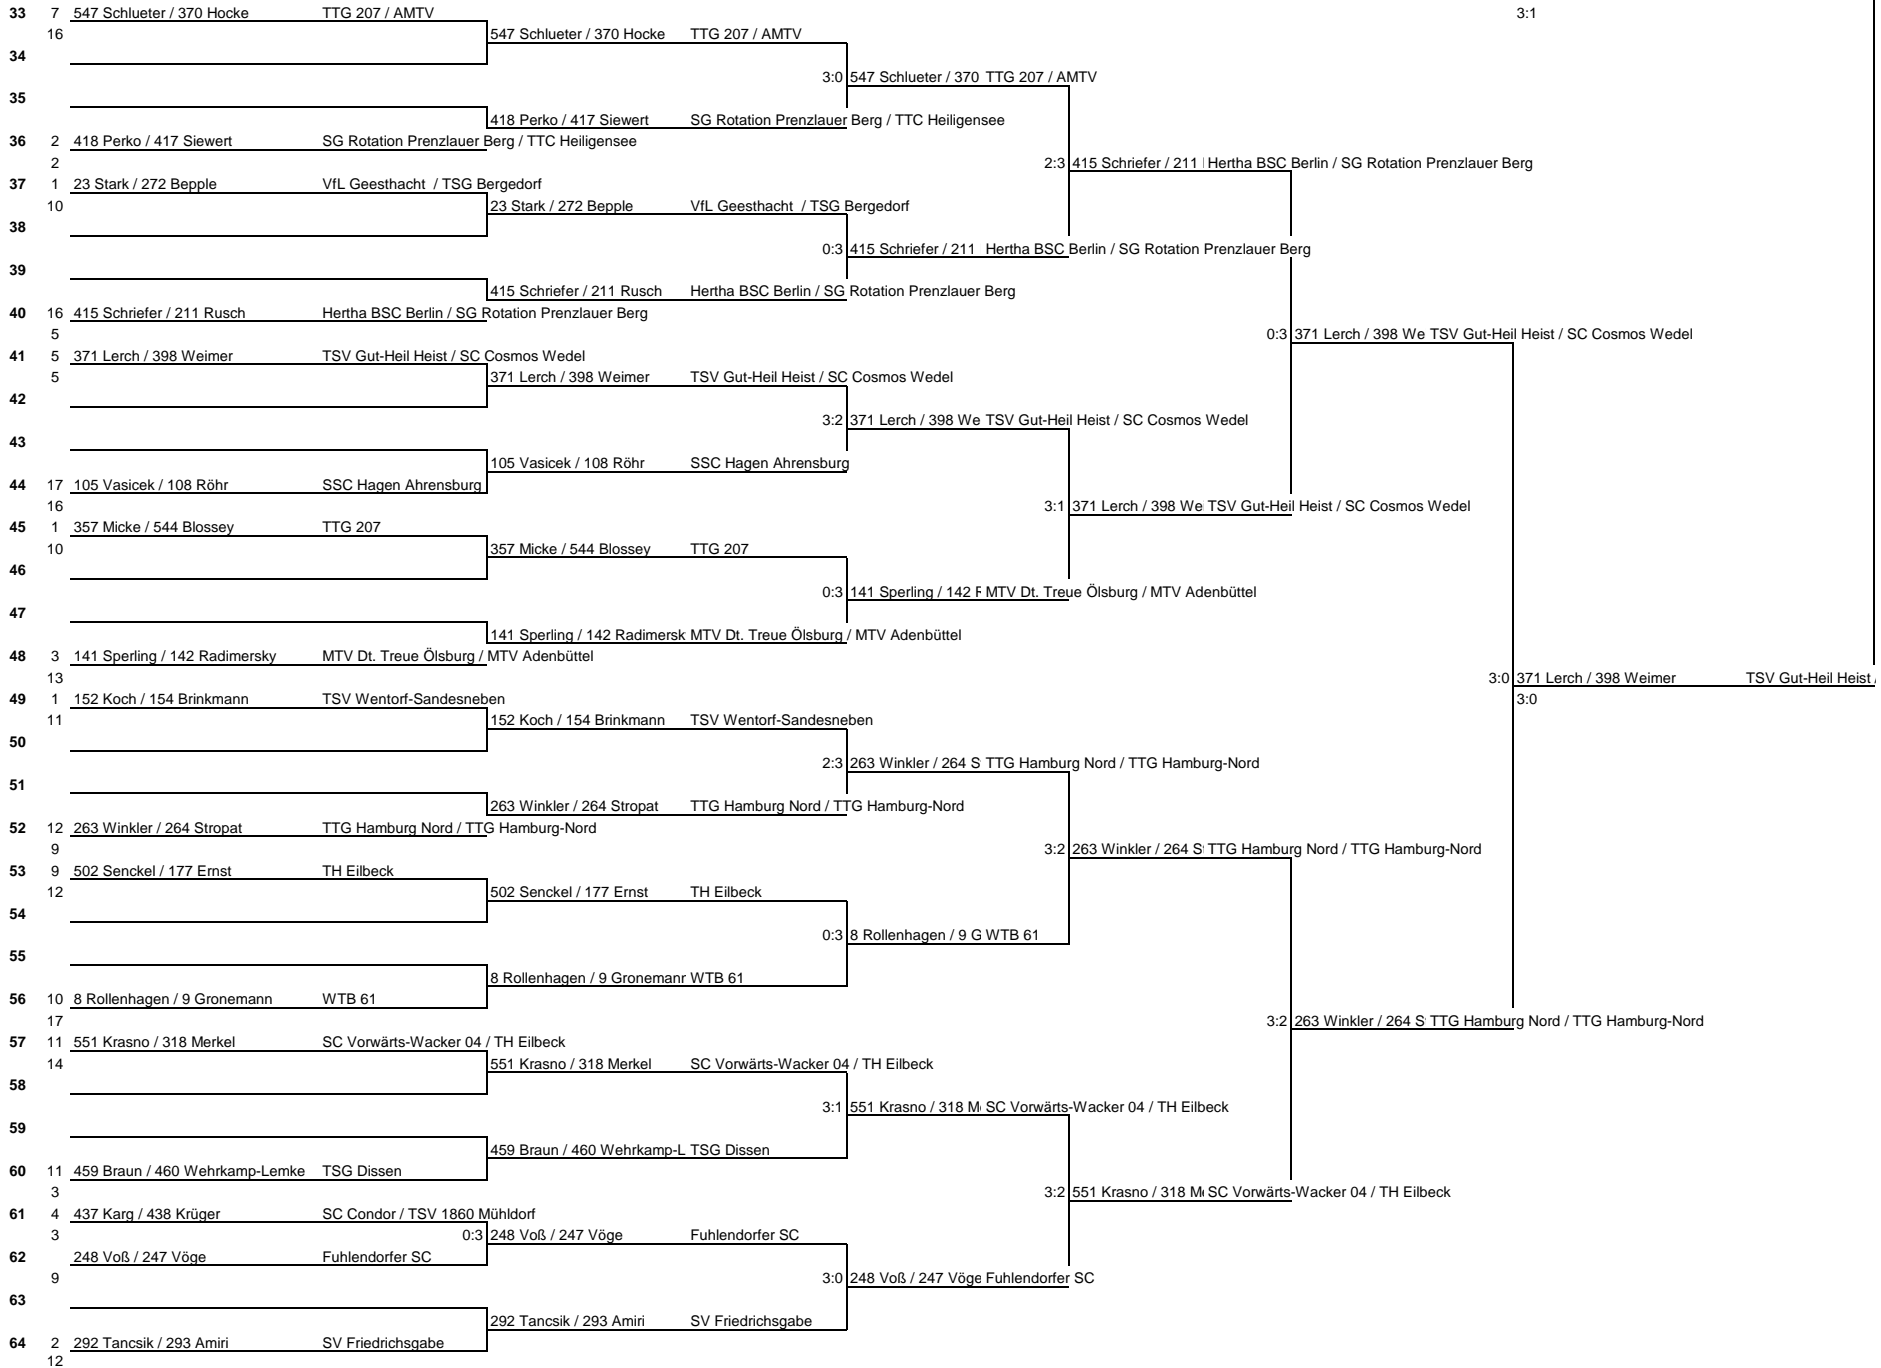 33 7 547 Schlueter / 370 Hocke TTG 207 / AMTV 3:1
16 547 Schlueter / 370 Hocke TTG 207 / AMTV
34
3:0 547 Schlueter / 370 TTG 207 / AMTV
35
418 Perko / 417 Siewert SG Rotation Prenzlauer Berg / TTC Heiligensee
36 2 418 Perko / 417 Siewert SG Rotation Prenzlauer Berg / TTC Heiligensee
2 2:3 415 Schriefer / 211 Hertha BSC Berlin / SG Rotation Prenzlauer Berg
37 1 23 Stark / 272 Bepple VfL Geesthacht / TSG Bergedorf
10 23 Stark / 272 Bepple VfL Geesthacht / TSG Bergedorf
38
0:3 415 Schriefer / 211 Hertha BSC Berlin / SG Rotation Prenzlauer Berg
39
415 Schriefer / 211 Rusch Hertha BSC Berlin / SG Rotation Prenzlauer Berg
40 16 415 Schriefer / 211 Rusch Hertha BSC Berlin / SG Rotation Prenzlauer Berg
5 0:3 371 Lerch / 398 We TSV Gut-Heil Heist / SC Cosmos Wedel
41 5 371 Lerch / 398 Weimer TSV Gut-Heil Heist / SC Cosmos Wedel
5 371 Lerch / 398 Weimer TSV Gut-Heil Heist / SC Cosmos Wedel
42
3:2 371 Lerch / 398 We TSV Gut-Heil Heist / SC Cosmos Wedel
43
105 Vasicek / 108 Röhr SSC Hagen Ahrensburg
44 17 105 Vasicek / 108 Röhr SSC Hagen Ahrensburg
16 3:1 371 Lerch / 398 We TSV Gut-Heil Heist / SC Cosmos Wedel
45 1 357 Micke / 544 Blossey TTG 207
10 357 Micke / 544 Blossey TTG 207
46
0:3 141 Sperling / 142 F MTV Dt. Treue Ölsburg / MTV Adenbüttel
47
141 Sperling / 142 Radimersk MTV Dt. Treue Ölsburg / MTV Adenbüttel
48 3 141 Sperling / 142 Radimersky MTV Dt. Treue Ölsburg / MTV Adenbüttel
13 3:0 371 Lerch / 398 Weimer TSV Gut-Heil Heist /
49 1 152 Koch / 154 Brinkmann TSV Wentorf-Sandesneben 3:0
11 152 Koch / 154 Brinkmann TSV Wentorf-Sandesneben
50
2:3 263 Winkler / 264 S TTG Hamburg Nord / TTG Hamburg-Nord
51
263 Winkler / 264 Stropat TTG Hamburg Nord / TTG Hamburg-Nord
52 12 263 Winkler / 264 Stropat TTG Hamburg Nord / TTG Hamburg-Nord
9 3:2 263 Winkler / 264 S TTG Hamburg Nord / TTG Hamburg-Nord
53 9 502 Senckel / 177 Ernst TH Eilbeck
12 502 Senckel / 177 Ernst TH Eilbeck
54
0:3 8 Rollenhagen / 9 G WTB 61
55
8 Rollenhagen / 9 Gronemann WTB 61
56 10 8 Rollenhagen / 9 Gronemann WTB 61
17 3:2 263 Winkler / 264 S TTG Hamburg Nord / TTG Hamburg-Nord
57 11 551 Krasno / 318 Merkel SC Vorwärts-Wacker 04 / TH Eilbeck
14 551 Krasno / 318 Merkel SC Vorwärts-Wacker 04 / TH Eilbeck
58
3:1 551 Krasno / 318 M SC Vorwärts-Wacker 04 / TH Eilbeck
59
459 Braun / 460 Wehrkamp-L TSG Dissen
60 11 459 Braun / 460 Wehrkamp-Lemke TSG Dissen
3 3:2 551 Krasno / 318 M SC Vorwärts-Wacker 04 / TH Eilbeck
61 4 437 Karg / 438 Krüger SC Condor / TSV 1860 Mühldorf
3 0:3 248 Voß / 247 Vöge Fuhlendorfer SC
62 248 Voß / 247 Vöge Fuhlendorfer SC
9 3:0 248 Voß / 247 Vöge Fuhlendorfer SC
63
292 Tancsik / 293 Amiri SV Friedrichsgabe
64 2 292 Tancsik / 293 Amiri SV Friedrichsgabe
12